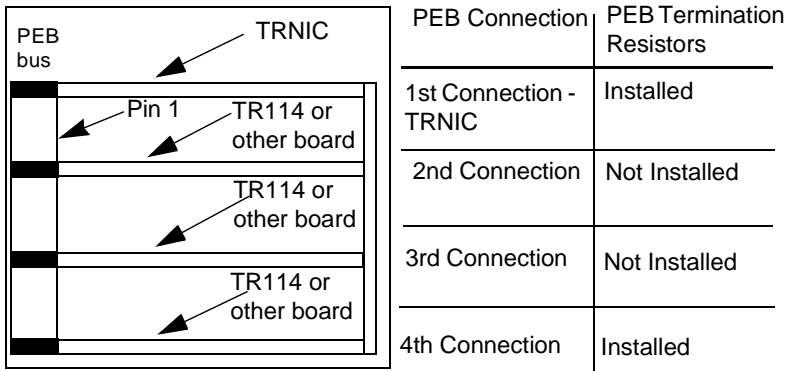 PEB
bus
TRNIC
Pin 1
TR114 or
other board
TR114 or
other board
TR114 or
other board
PEB Connection
PEB Termination
Resistors
1st Connection -
TRNIC
Installed
2nd Connection
Not Installed
3rd Connection
Not Installed
4th Connection
Installed